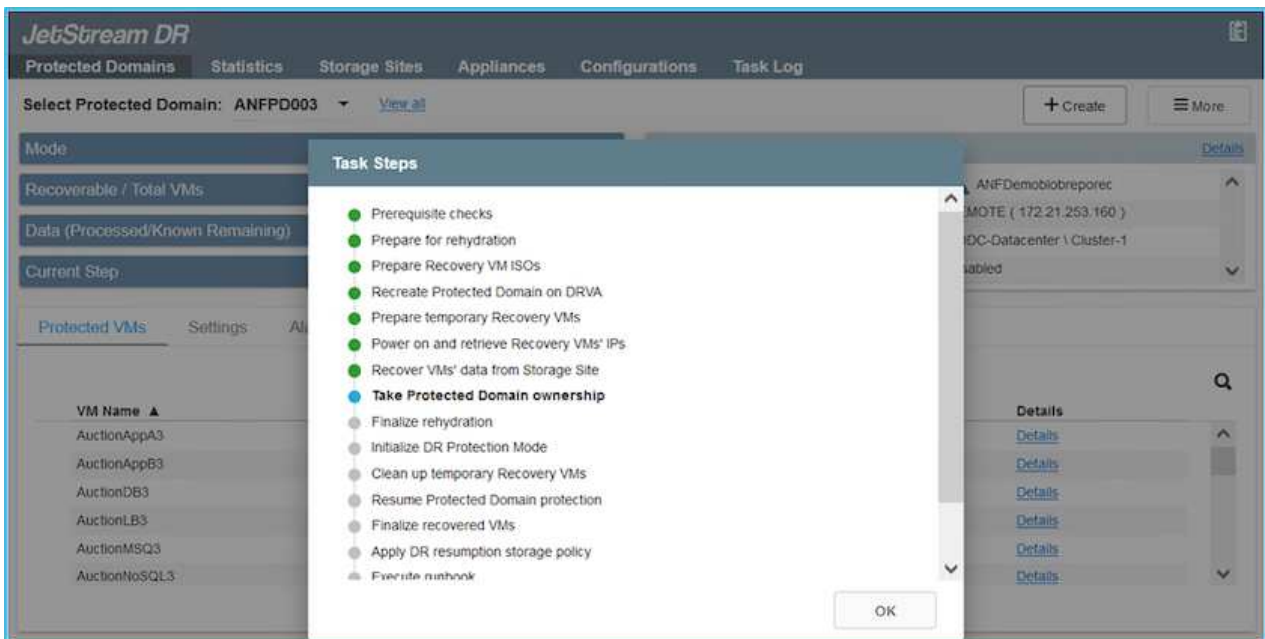 JetStream DR
Protected Domains Statistics Storage Sites Appliances Configurations Task Log
Select Protected Domain: ANFPD003 View all + Create More
Mode Details
Recoverable / Total VMs ANFDemoblobreporec
Data (Processed/Known Remaining) MOTE ( 172.21.253.160 )
DC-Datacenter \ Cluster-1
Current Step abled
Task Steps
Prerequisite checks
Prepare for rehydration
Prepare Recovery VM ISOs
Recreate Protected Domain on DRVA
Prepare temporary Recovery VMs
Power on and retrieve Recovery VMs' IPs
Recover VMs' data from Storage Site
Take Protected Domain ownership
Finalize rehydration
Initialize DR Protection Mode
Clean up temporary Recovery VMs
Resume Protected Domain protection
Finalize recovered VMs
Apply DR resumption storage policy
Execute runbook
OK
Protected VMs Settings Al
VM Name Details
AuctionAppA3 Details
AuctionAppB3 Details
AuctionDB3 Details
AuctionLB3 Details
AuctionMSQ3 Details
AuctionNoSQL3 Details